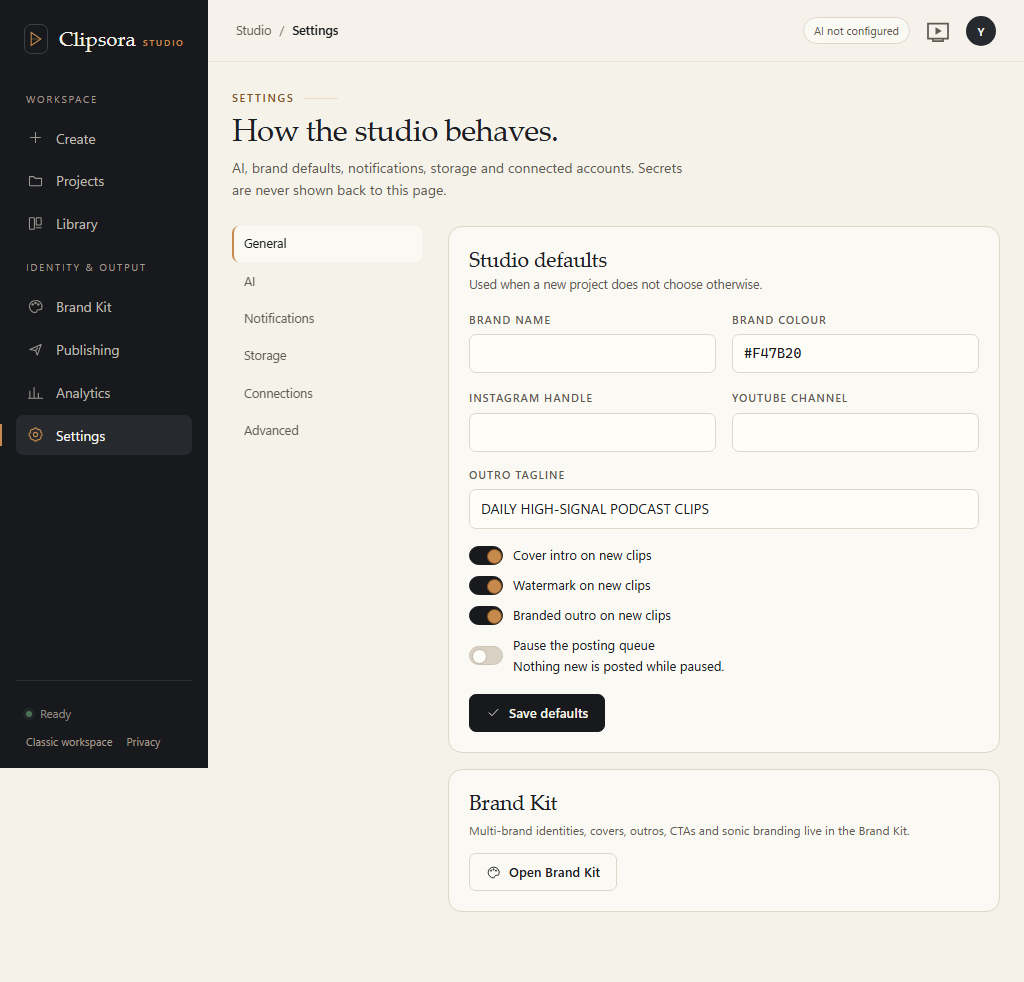 Clipsora STUDIO
WORKSPACE
Create
Projects
Library
IDENTITY & OUTPUT
Brand Kit
Publishing
Analytics
Settings
Ready
Classic workspace Privacy
Studio / Settings
AI not configured
Y
SETTINGS
How the studio behaves.
AI, brand defaults, notifications, storage and connected accounts. Secrets
are never shown back to this page.
General
AI
Notifications
Storage
Connections
Advanced
Studio defaults
Used when a new project does not choose otherwise.
BRAND NAME
BRAND COLOUR
#F47B20
INSTAGRAM HANDLE
YOUTUBE CHANNEL
OUTRO TAGLINE
DAILY HIGH-SIGNAL PODCAST CLIPS
Cover intro on new clips
Watermark on new clips
Branded outro on new clips
Pause the posting queue
Nothing new is posted while paused.
Save defaults
Brand Kit
Multi-brand identities, covers, outros, CTAs and sonic branding live in the Brand Kit.
Open Brand Kit